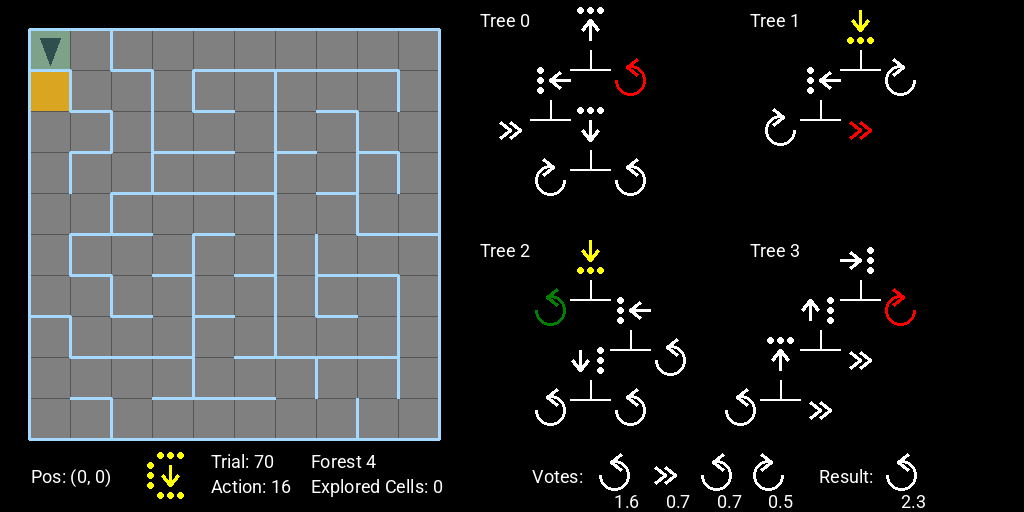 Tree 0
Tree 1
Tree 2
Tree 3
Pos: (0, 0)
Trial: 70
Forest 4
Action: 16
Explored Cells: 0
Votes:
1.6
0.7
0.7
0.5
Result:
2.3